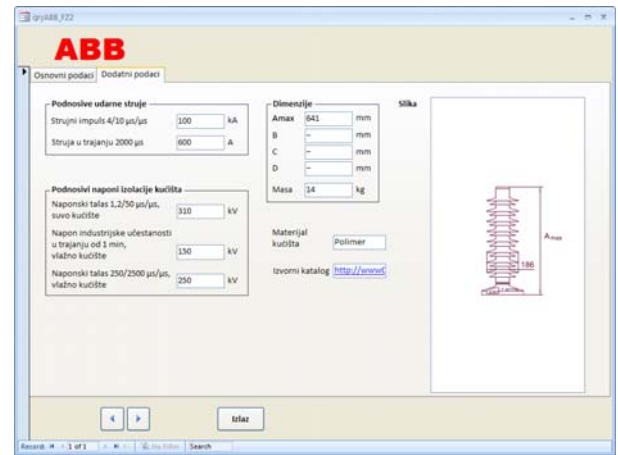 qryABB_FZ2
ABB
Osnovni podaci Dodatni podaci
Podnosive udarne struje
Strujni impuls 4/10 µs/µs 100 kA
Struja u trajanju 2000 µs 600 A
Podnosivi naponi izolacije kućišta
Naponski talas 1,2/50 µs/µs,
suvo kućište 310 kV
Napon industrijske učestanosti
u trajanju od 1 min,
vlažno kućište 150 kV
Naponski talas 250/2500 µs/µs,
vlažno kućište 250 kV
Dimenzije
Amax 641 mm
B – mm
C – mm
D – mm
Masa 14 kg
Materijal
kućišta Polimer
Izvorni katalog http://www
Slika
Amax
186
Izlaz
Record: 1 of 1 No Filter Search